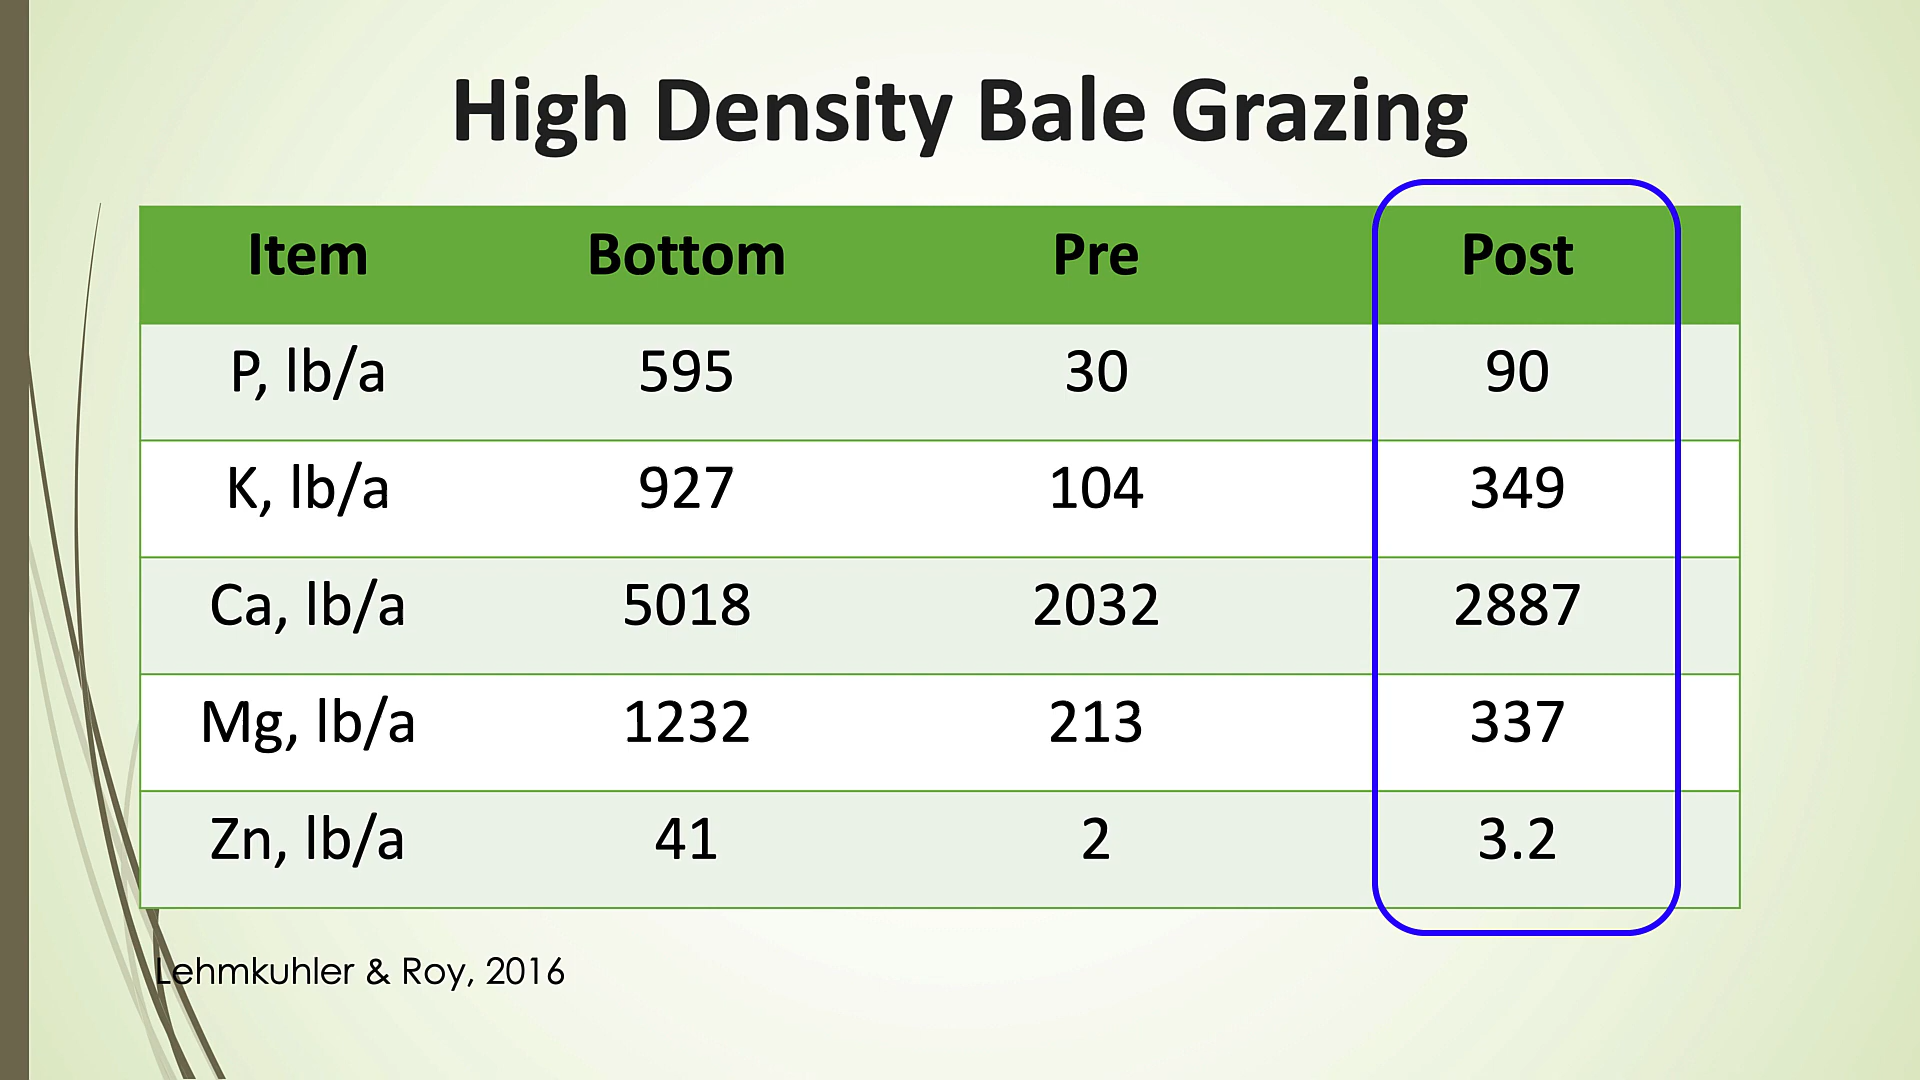 High Density Bale Grazing
Item Bottom Pre Post
P, lb/a 595 30 90
K, lb/a 927 104 349
Ca, lb/a 5018 2032 2887
Mg, lb/a 1232 213 337
Zn, lb/a 41 2 3.2
Lehmkuhler & Roy, 2016